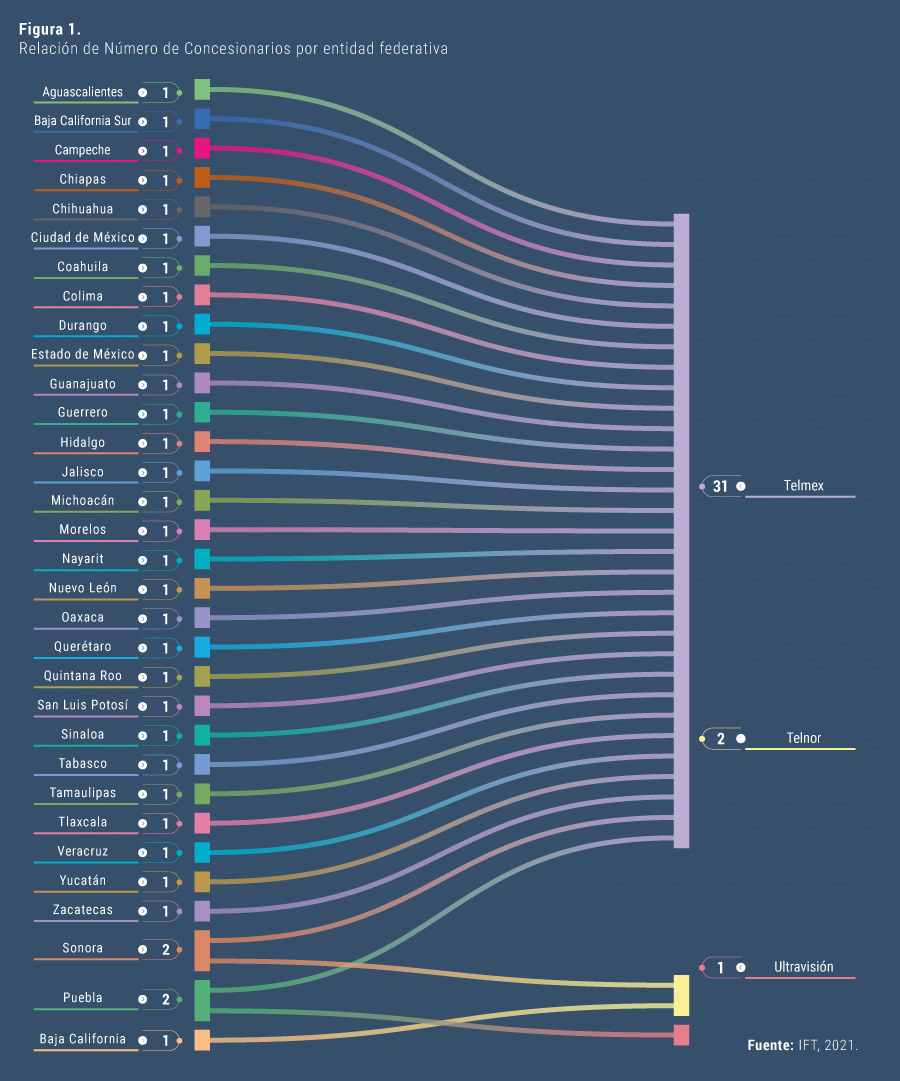 Figura 1.
Relación de Número de Concesionarios por entidad federativa
Aguascalientes 1
Baja California Sur 1
Campeche 1
Chiapas 1
Chihuahua 1
Ciudad de México 1
Coahuila 1
Colima 1
Durango 1
Estado de México 1
Guanajuato 1
Guerrero 1
Hidalgo 1
Jalisco 1
31 Telmex
Michoacán 1
Morelos 1
Nayarit 1
Nuevo León 1
Oaxaca 1
Querétaro 1
Quintana Roo 1
San Luis Potosí 1
Sinaloa 1
2 Telnor
Tabasco 1
Tamaulipas 1
Tlaxcala 1
Veracruz 1
Yucatán 1
Zacatecas 1
Sonora 2
1 Ultravisión
Puebla 2
Baja California 1
Fuente: IFT, 2021.